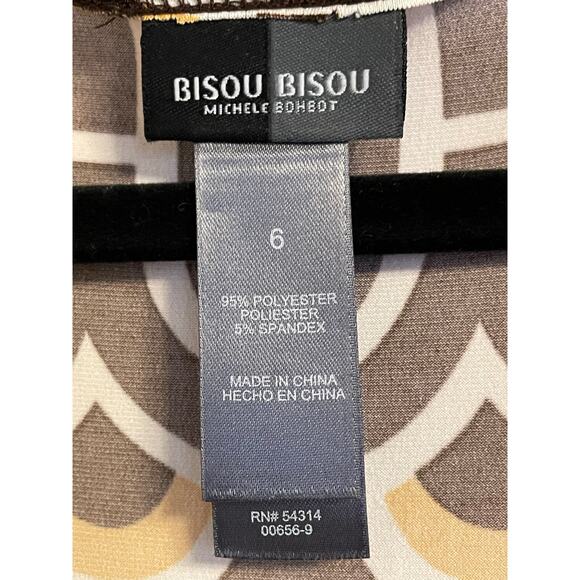 BISOU BISOU
MICHELE BOHBOT
6
95% POLYESTER
POLIESTER
5% SPANDEX
MADE IN CHINA
HECHO EN CHINA
RN# 54314
00656-9